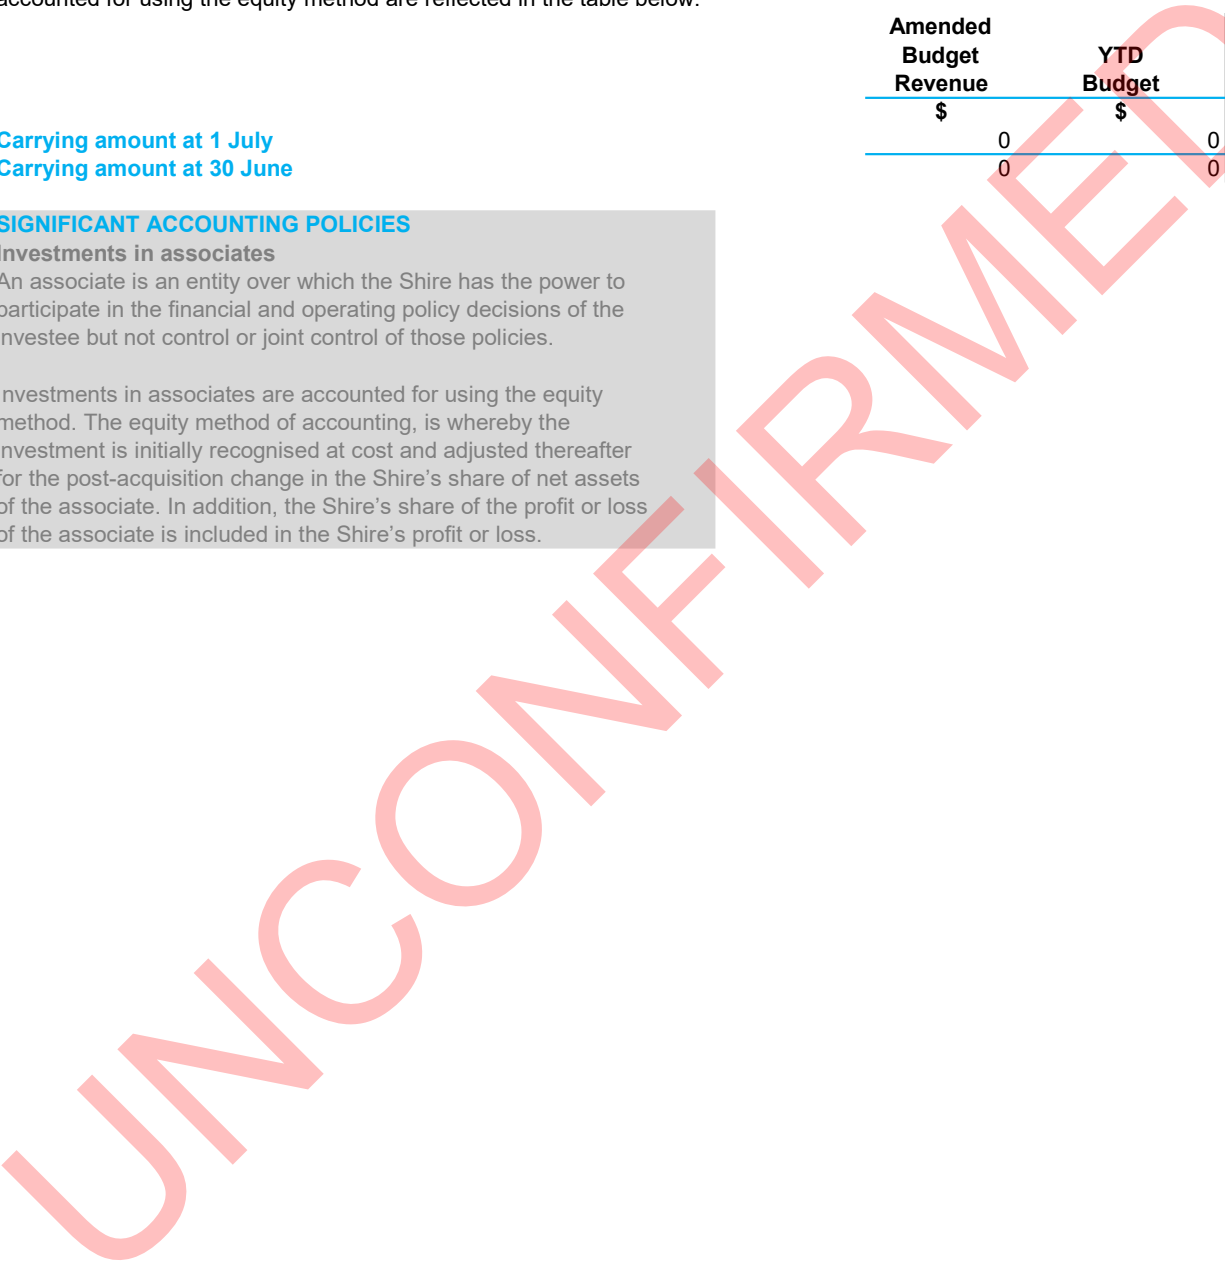 accounted for using the equity method are reflected in the table below.
Amended
Budget YTD
Revenue Budget
$ $
Carrying amount at 1 July 0 0
Carrying amount at 30 June 0 0
SIGNIFICANT ACCOUNTING POLICIES
Investments in associates
An associate is an entity over which the Shire has the power to
participate in the financial and operating policy decisions of the
investee but not control or joint control of those policies.
Investments in associates are accounted for using the equity
method. The equity method of accounting, is whereby the
investment is initially recognised at cost and adjusted thereafter
for the post-acquisition change in the Shire’s share of net assets
of the associate. In addition, the Shire’s share of the profit or loss
of the associate is included in the Shire’s profit or loss.
UNCONFIRMED